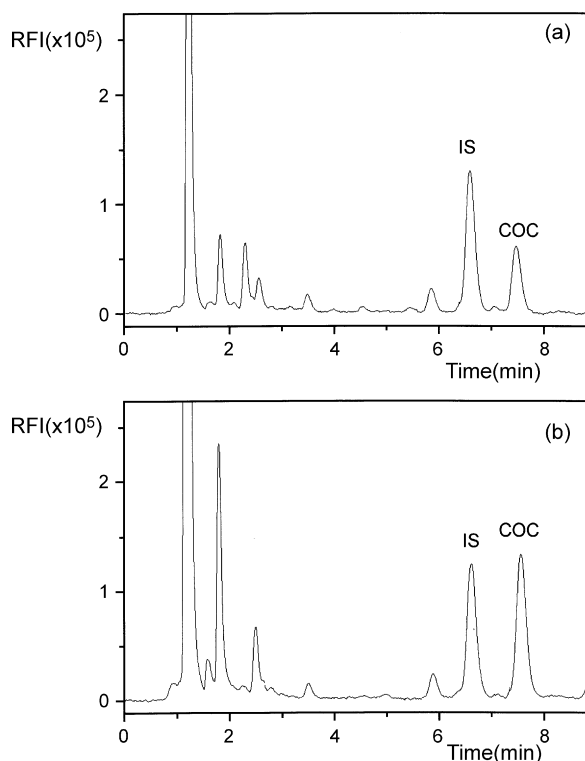 (a)
RFI(x10⁵)
2
IS
1
COC
0
0 2 4 6 8
Time(min)
(b)
RFI(x10⁵)
2
IS COC
1
0
0 2 4 6 8
Time(min)